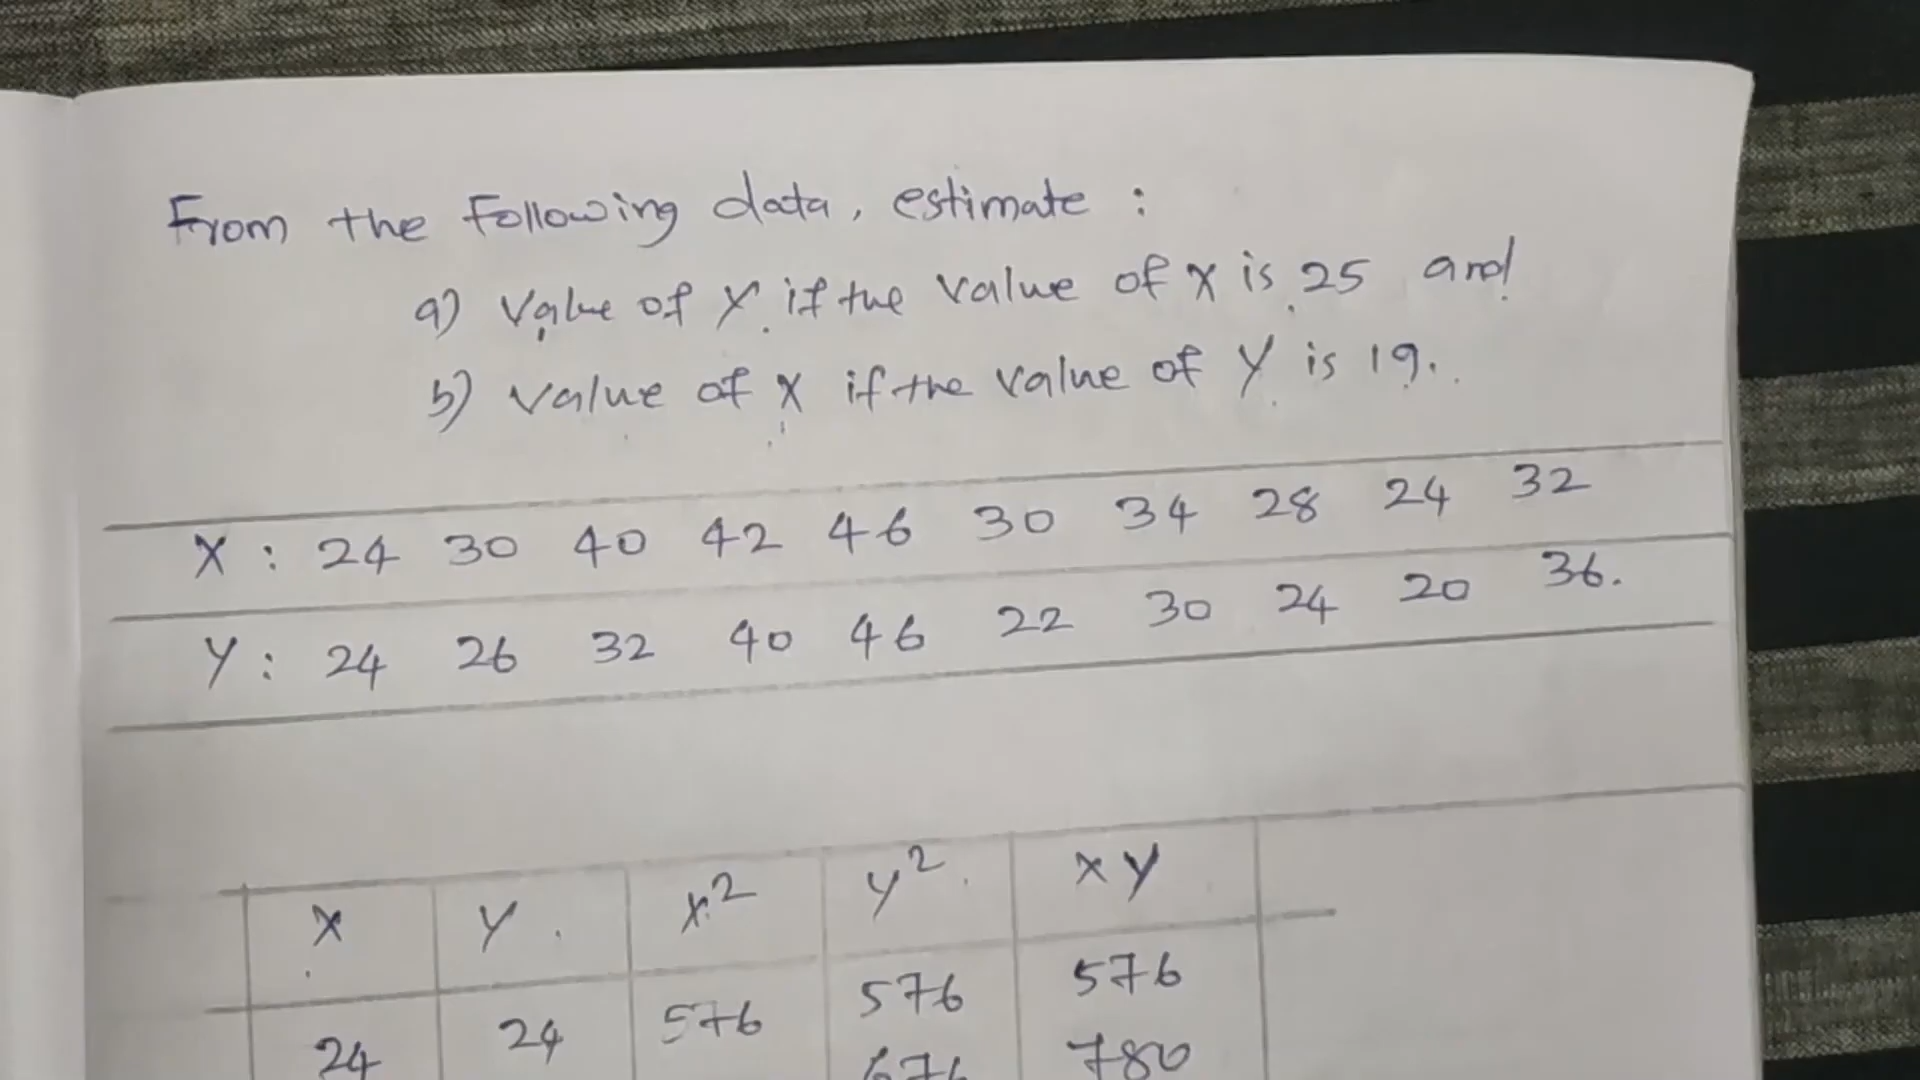 From the Following data, estimate :
a) Value of Y if the value of X is 25 and
b) value of X if the value of Y is 19.
X : 24 30 40 42 46 30 34 28 24 32
Y : 24 26 32 40 46 22 30 24 20 36.
X Y X² Y² XY
24 24 576 576 576
676 780